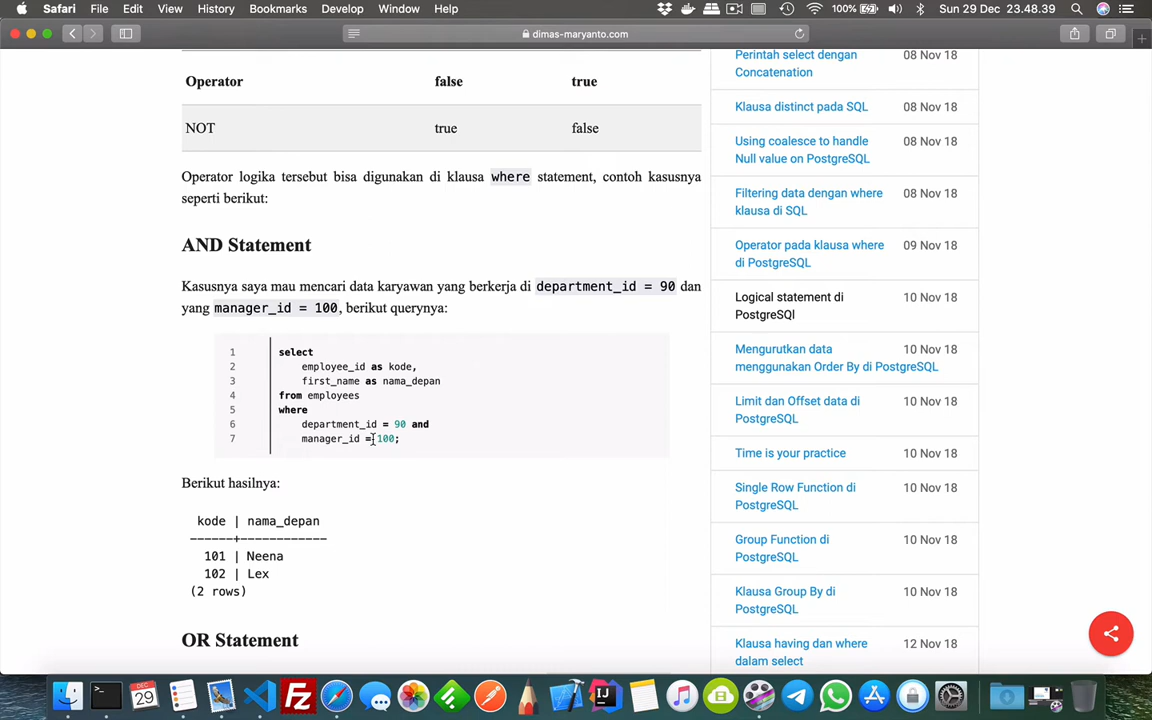 Safari File Edit View History Bookmarks Develop Window Help 100% Sun 29 Dec 23.48.39
dimas-maryanto.com
Operator false true
NOT true false
Operator logika tersebut bisa digunakan di klausa where statement, contoh kasusnya
seperti berikut:
AND Statement
Kasusnya saya mau mencari data karyawan yang berkerja di department_id = 90 dan
yang manager_id = 100, berikut querynya:
1 select
2 employee_id as kode,
3 first_name as nama_depan
4 from employees
5 where
6 department_id = 90 and
7 manager_id = 100;
Berikut hasilnya:
kode | nama_depan
------+------------
101 | Neena
102 | Lex
(2 rows)
OR Statement
Perintah select dengan 08 Nov 18
Concatenation
Klausa distinct pada SQL 08 Nov 18
Using coalesce to handle 08 Nov 18
Null value on PostgreSQL
Filtering data dengan where 08 Nov 18
klausa di SQL
Operator pada klausa where 09 Nov 18
di PostgreSQL
Logical statement di 10 Nov 18
PostgreSQl
Mengurutkan data 10 Nov 18
menggunakan Order By di PostgreSQL
Limit dan Offset data di 10 Nov 18
PostgreSQL
Time is your practice 10 Nov 18
Single Row Function di 10 Nov 18
PostgreSQL
Group Function di 10 Nov 18
PostgreSQL
Klausa Group By di 10 Nov 18
PostgreSQL
Klausa having dan where 12 Nov 18
dalam select
DEC
29
FZ
IJ